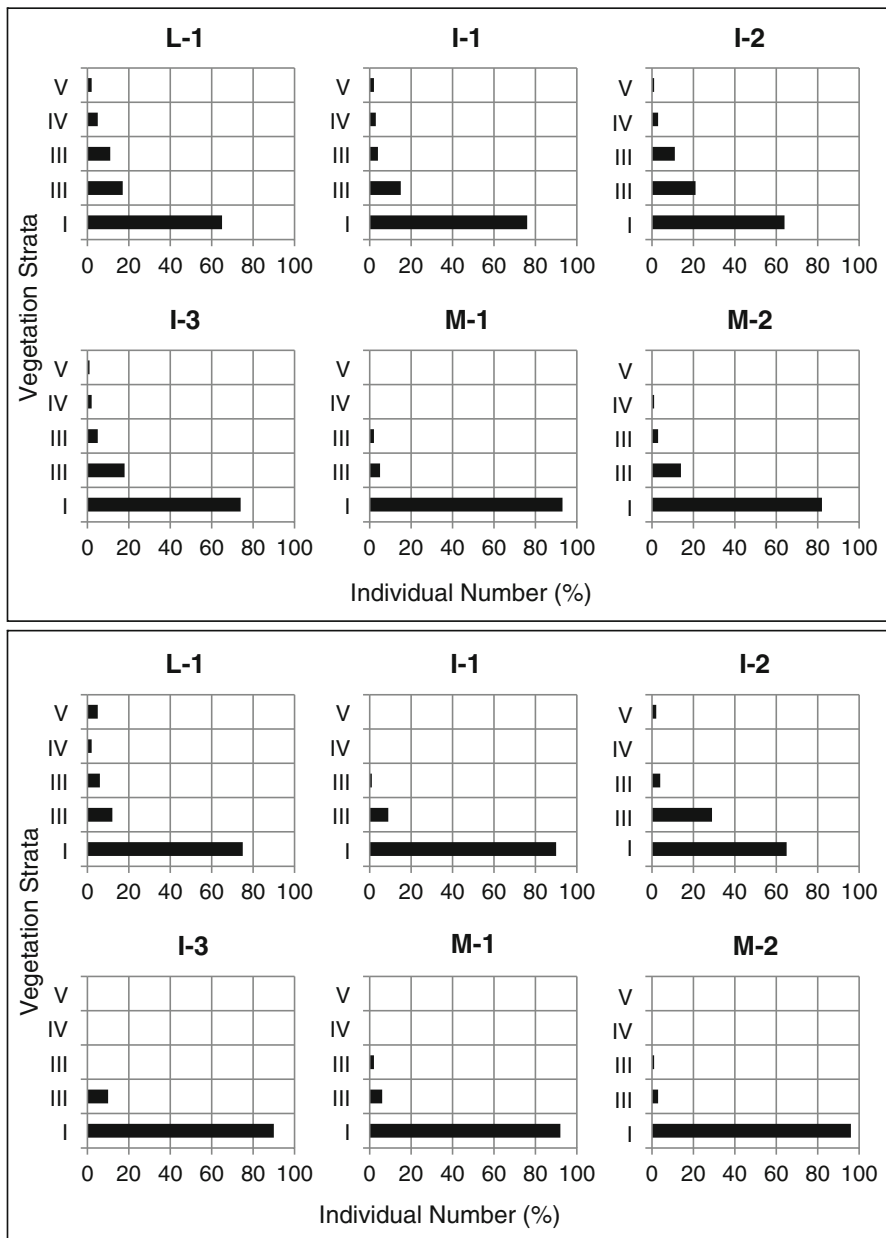 L-1 I-1 I-2
V V V
IV IV IV
III III III
III III III
I I I
0 20 40 60 80 100 0 20 40 60 80 100 0 20 40 60 80 100
Vegetation Strata
I-3 M-1 M-2
V V V
IV IV IV
III III III
III III III
I I I
0 20 40 60 80 100 0 20 40 60 80 100 0 20 40 60 80 100
Individual Number (%)
L-1 I-1 I-2
V V V
IV IV IV
III III III
III III III
I I I
0 20 40 60 80 100 0 20 40 60 80 100 0 20 40 60 80 100
Vegetation Strata
I-3 M-1 M-2
V V V
IV IV IV
III III III
III III III
I I I
0 20 40 60 80 100 0 20 40 60 80 100 0 20 40 60 80 100
Individual Number (%)